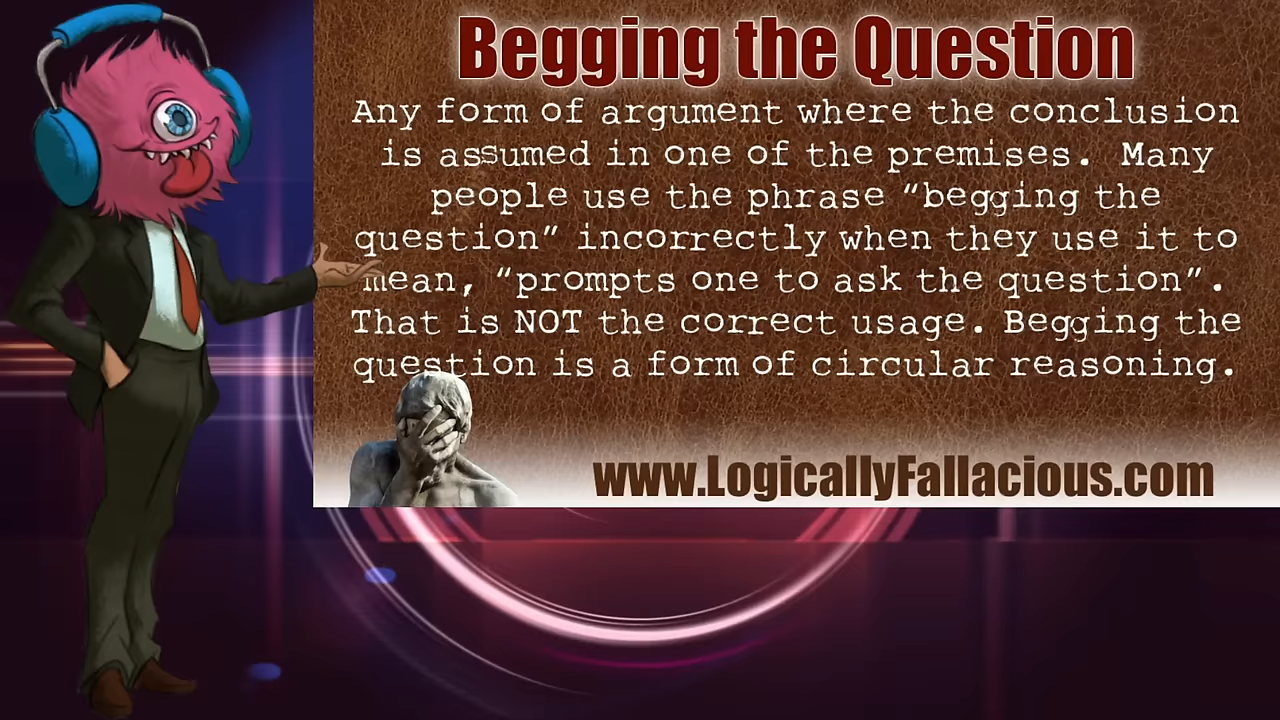 Begging the Question
Any form of argument where the conclusion
is assumed in one of the premises. Many
people use the phrase “begging the
question” incorrectly when they use it to
mean, “prompts one to ask the question”.
That is NOT the correct usage. Begging the
question is a form of circular reasoning.
www.LogicallyFallacious.com